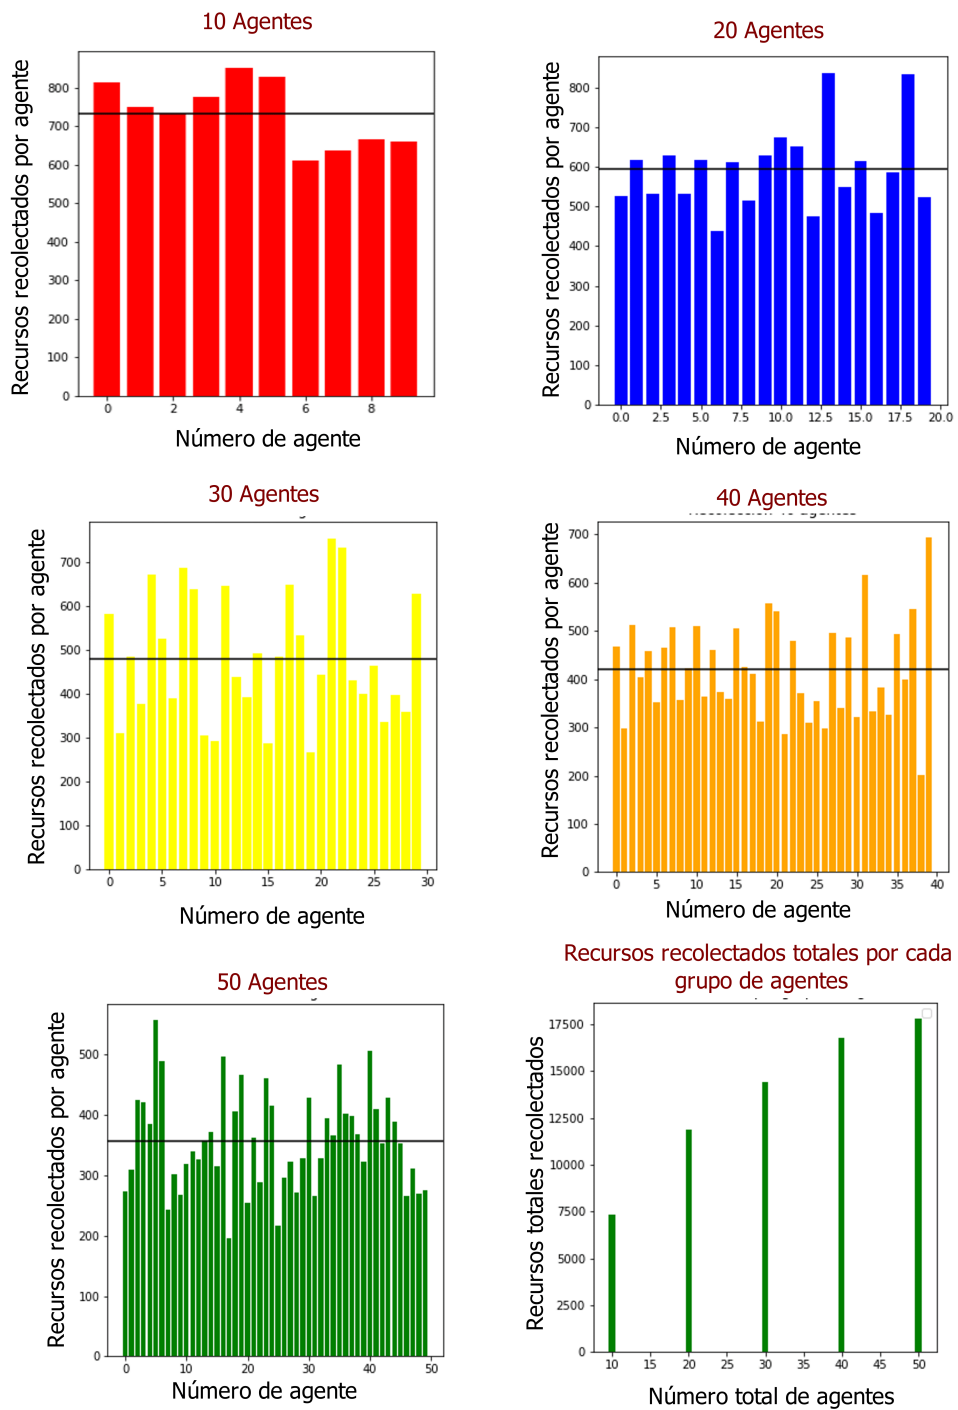 10 Agentes
Recursos recolectados por agente
800
700
600
500
400
300
200
100
0
0 2 4 6 8
Número de agente
20 Agentes
Recursos recolectados por agente
800
700
600
500
400
300
200
100
0
0.0 2.5 5.0 7.5 10.0 12.5 15.0 17.5 20.0
Número de agente
30 Agentes
Recursos recolectados por agente
700
600
500
400
300
200
100
0
0 5 10 15 20 25 30
Número de agente
40 Agentes
Recursos recolectados por agente
700
600
500
400
300
200
100
0
0 5 10 15 20 25 30 35 40
Número de agente
50 Agentes
Recursos recolectados por agente
500
400
300
200
100
0
0 10 20 30 40 50
Número de agente
Recursos recolectados totales por cada
grupo de agentes
Recursos totales recolectados
17500
15000
12500
10000
7500
5000
2500
0
10 15 20 25 30 35 40 45 50
Número total de agentes